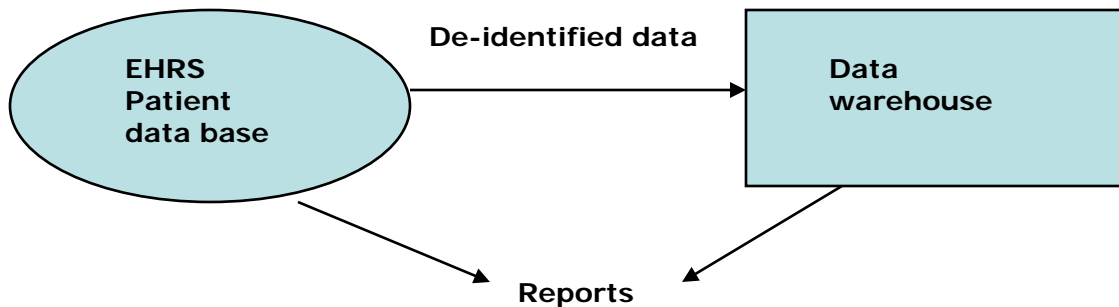 De-identified data
EHRS
Patient
data base
Data
warehouse
Reports